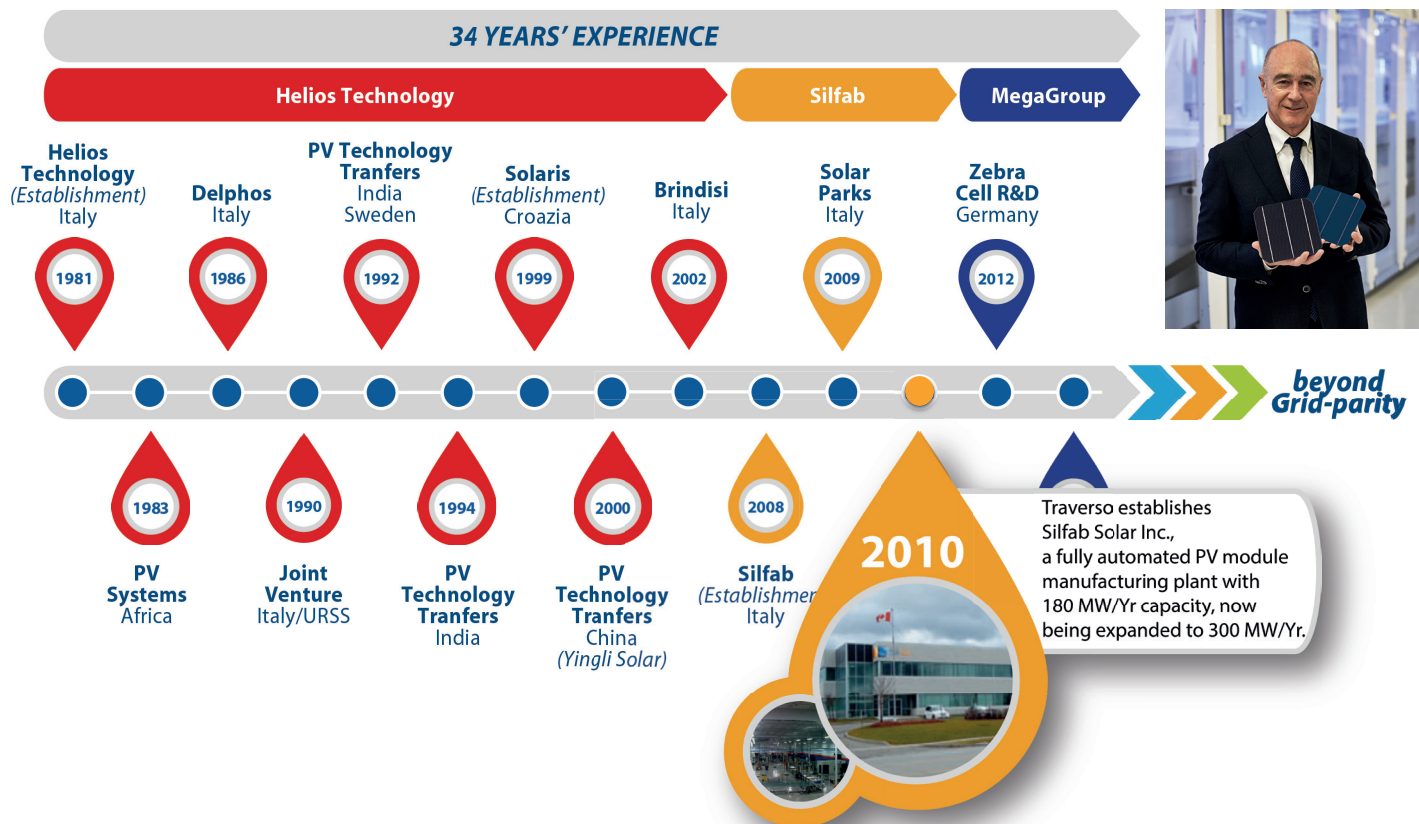 34 YEARS’ EXPERIENCE
Helios Technology
Silfab
MegaGroup
Helios
Technology
(Establishment)
Italy
1981
Delphos
Italy
1986
PV Technology
Tranfers
India
Sweden
1992
Solaris
(Establishment)
Croazia
1999
Brindisi
Italy
2002
Solar
Parks
Italy
2009
Zebra
Cell R&D
Germany
2012
beyond
Grid-parity
1983
PV
Systems
Africa
1990
Joint
Venture
Italy/URSS
1994
PV
Technology
Tranfers
India
2000
PV
Technology
Tranfers
China
(Yingli Solar)
2008
Silfab
(Establishment
Italy
2010
Traverso establishes
Silfab Solar Inc.,
a fully automated PV module
manufacturing plant with
180 MW/Yr capacity, now
being expanded to 300 MW/Yr.